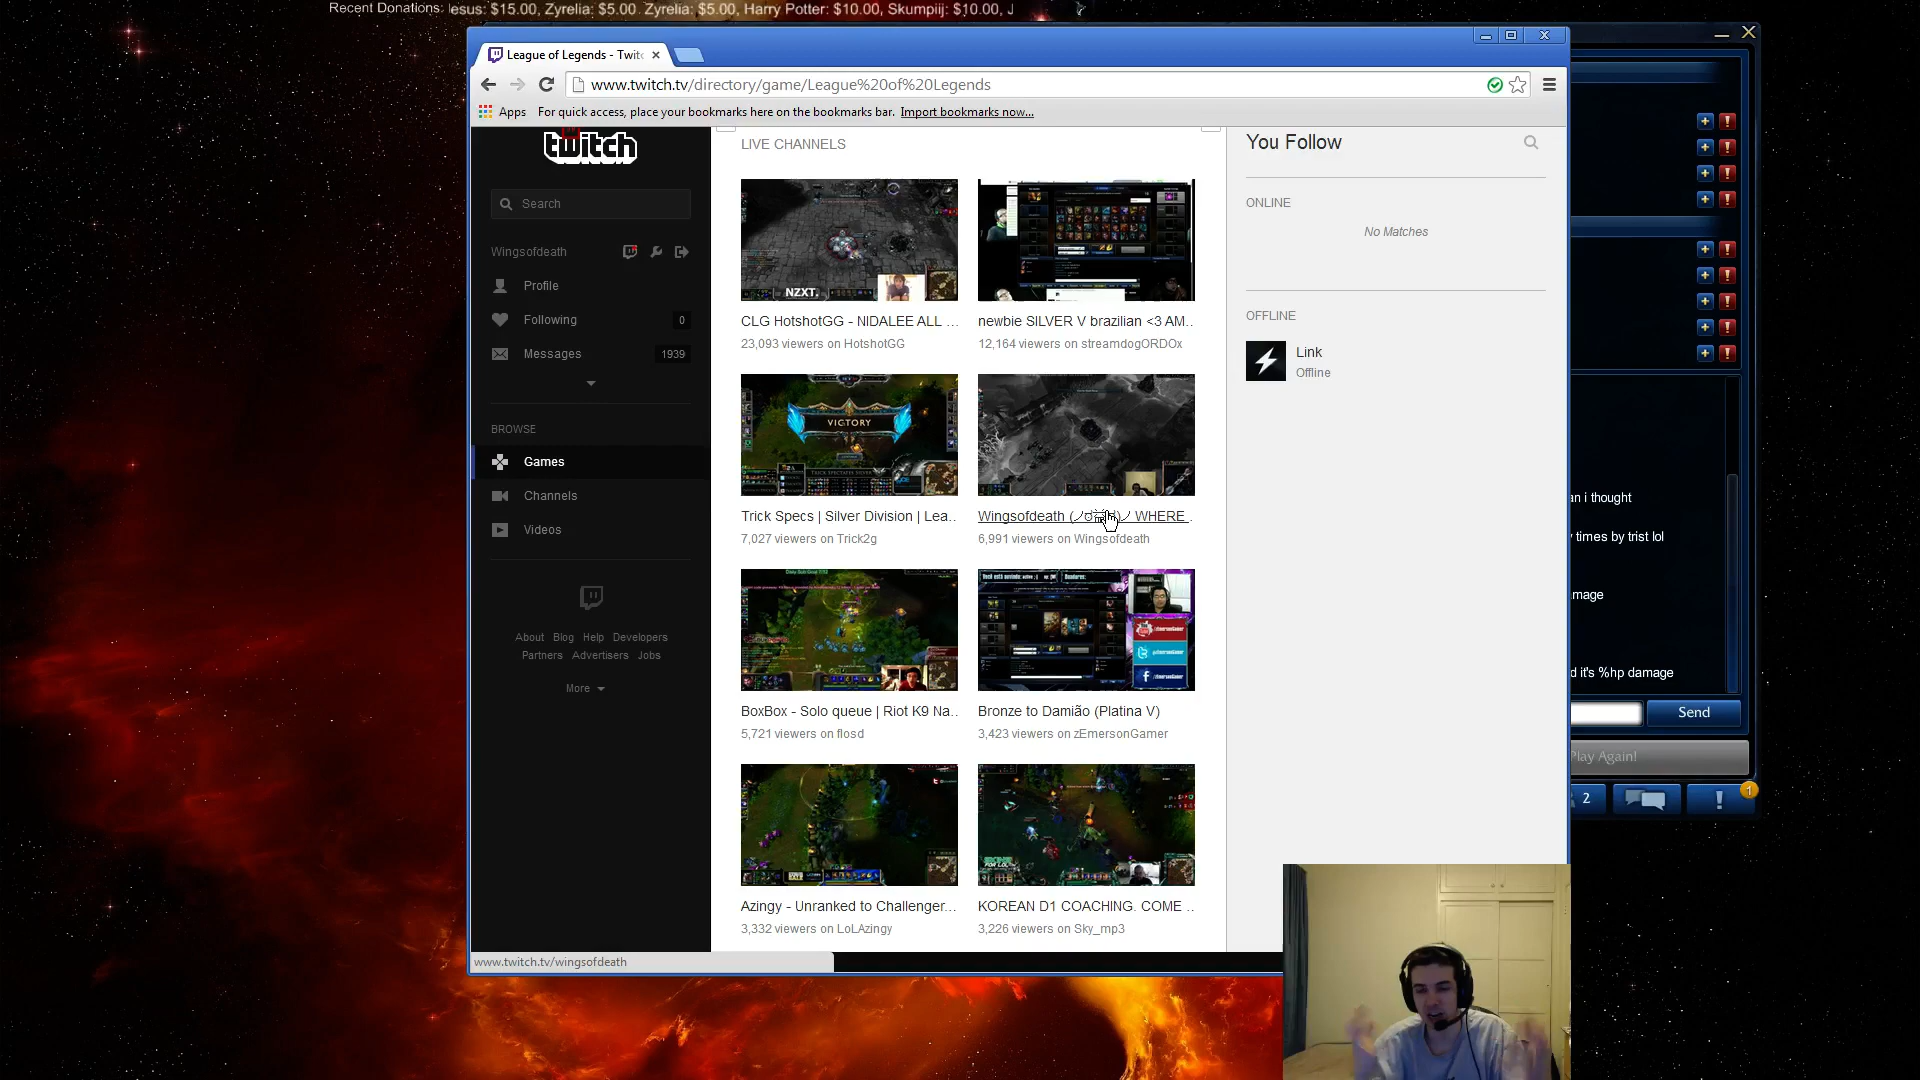 Recent Donations: esus: $15.00, Zyrelia: $5.00 Zyrelia: $5.00, Harry Potter: $10.00, Skumpiij: $10.00, J
League of Legends - Twitc
www.twitch.tv/directory/game/League%20of%20Legends
Apps For quick access, place your bookmarks here on the bookmarks bar. Import bookmarks now...
twitch
Search
Wingsofdeath
Profile
Following 0
Messages 1939
BROWSE
Games
Channels
Videos
About Blog Help Developers
Partners Advertisers Jobs
More
LIVE CHANNELS
NZXT.
CLG HotshotGG - NIDALEE ALL ...
23,093 viewers on HotshotGG
newbie SILVER V brazilian <3 AM..
12,164 viewers on streamdogORDOx
VICTORY
Trick Specs | Silver Division | Lea..
7,027 viewers on Trick2g
Wingsofdeath WHERE ..
6,991 viewers on Wingsofdeath
BoxBox - Solo queue | Riot K9 Na..
5,721 viewers on flosd
Bronze to Damião (Platina V)
3,423 viewers on zEmersonGamer
Azingy - Unranked to Challenger...
3,332 viewers on LoLAzingy
KOREAN D1 COACHING. COME ..
3,226 viewers on Sky_mp3
You Follow
ONLINE
No Matches
OFFLINE
Link
Offline
an i thought
times by trist lol
amage
d it's %hp damage
Send
Play Again!
2
1
www.twitch.tv/wingsofdeath